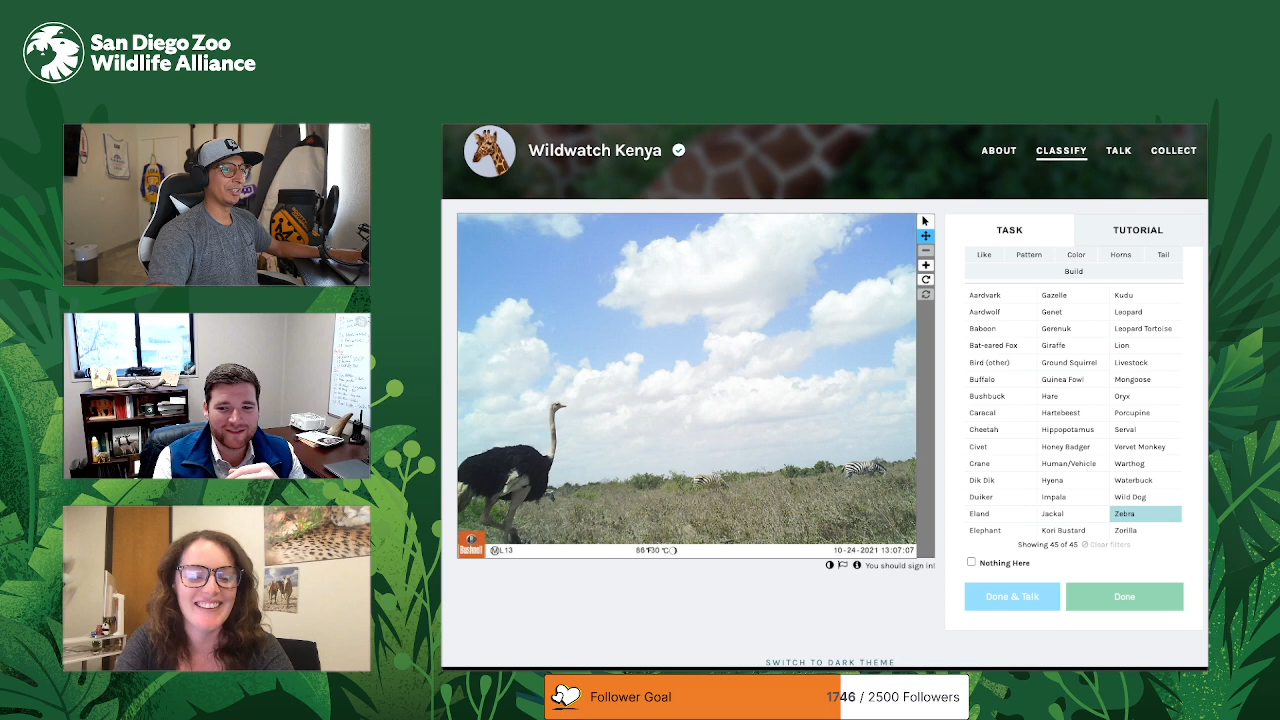 San Diego Zoo
Wildlife Alliance
Wildwatch Kenya
ABOUT CLASSIFY TALK COLLECT
TASK TUTORIAL
Like Pattern Color Horns Tail
Build
Aardvark Gazelle Kudu
Aardwolf Genet Leopard
Baboon Gerenuk Leopard Tortoise
Bat-eared Fox Giraffe Lion
Bird (other) Ground Squirrel Livestock
Buffalo Guinea Fowl Mongoose
Bushbuck Hare Oryx
Caracal Hartebeest Porcupine
Cheetah Hippopotamus Serval
Civet Honey Badger Vervet Monkey
Crane Human/Vehicle Warthog
Dik Dik Hyena Waterbuck
Duiker Impala Wild Dog
Eland Jackal Zebra
Elephant Kori Bustard Zorilla
Showing 45 of 45 Clear filters
Nothing Here
Done & Talk Done
Bushnell M L13 88°F30°C 10-24-2021 13:07:07
You should sign in!
SWITCH TO DARK THEME
Follower Goal 1746 / 2500 Followers